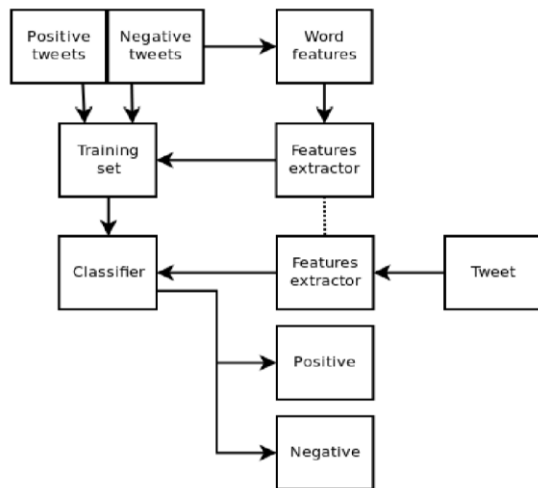 Positive
tweets
Negative
tweets
Word
features
Training
set
Features
extractor
Classifier
Features
extractor
Tweet
Positive
Negative